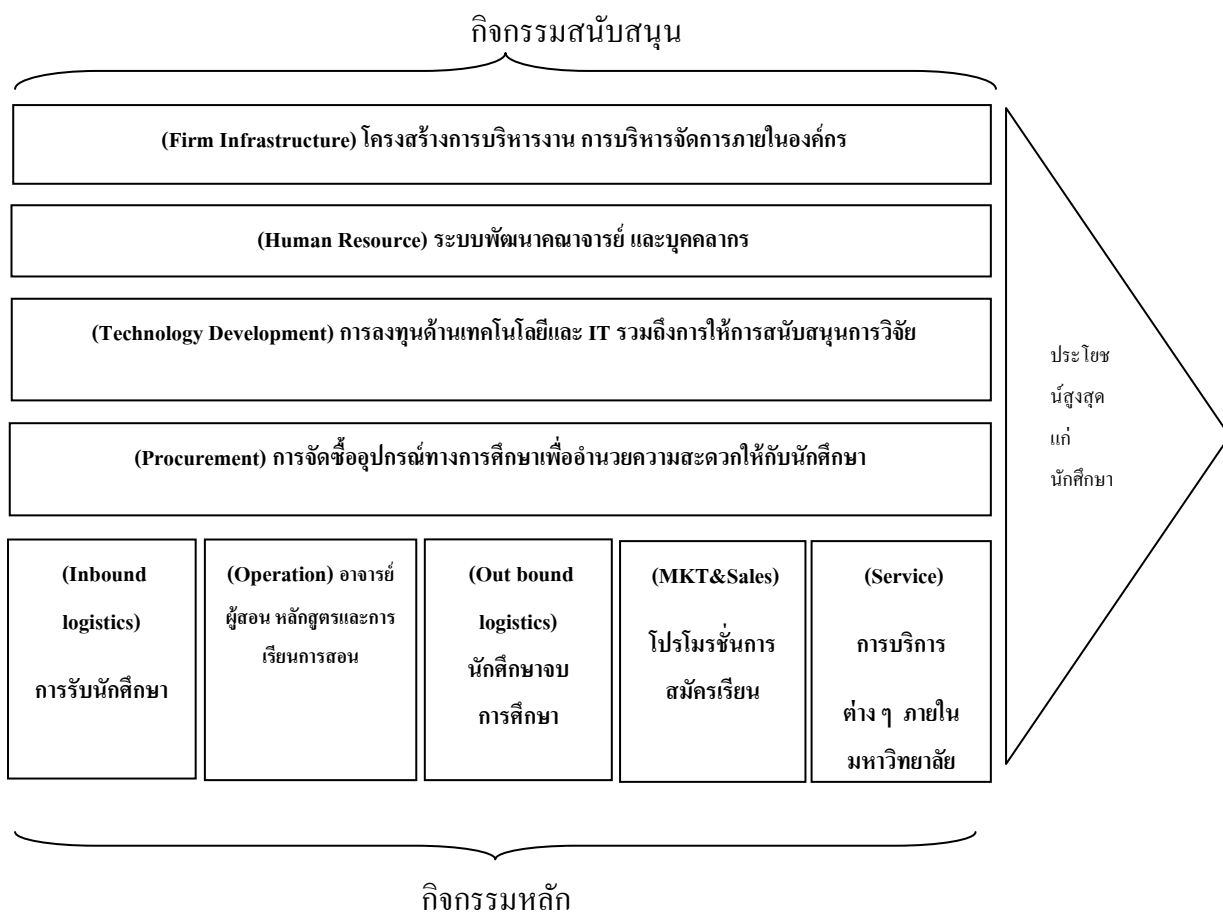 กิจกรรมสนับสนุน
(Firm Infrastructure) โครงสร้างการบริหารงาน การบริหารจัดการภายในองค์กร
(Human Resource) ระบบพัฒนาคณาจารย์ และบุคคลากร
(Technology Development) การลงทุนด้านเทคโนโลยีและ IT รวมถึงการให้การสนับสนุนการวิจัย
(Procurement) การจัดซื้ออุปกรณ์ทางการศึกษาเพื่ออำนวยความสะดวกให้กับนักศึกษา
(Inbound
logistics)
การรับนักศึกษา
(Operation) อาจารย์
ผู้สอน หลักสูตรและการ
เรียนการสอน
(Out bound
logistics)
นักศึกษาจบ
การศึกษา
(MKT&Sales)
โปรโมรชั่นการ
สมัครเรียน
(Service)
การบริการ
ต่าง ๆ ภายใน
มหาวิทยาลัย
ประโยช
น์สูงสุด
แก่
นักศึกษา
กิจกรรมหลัก